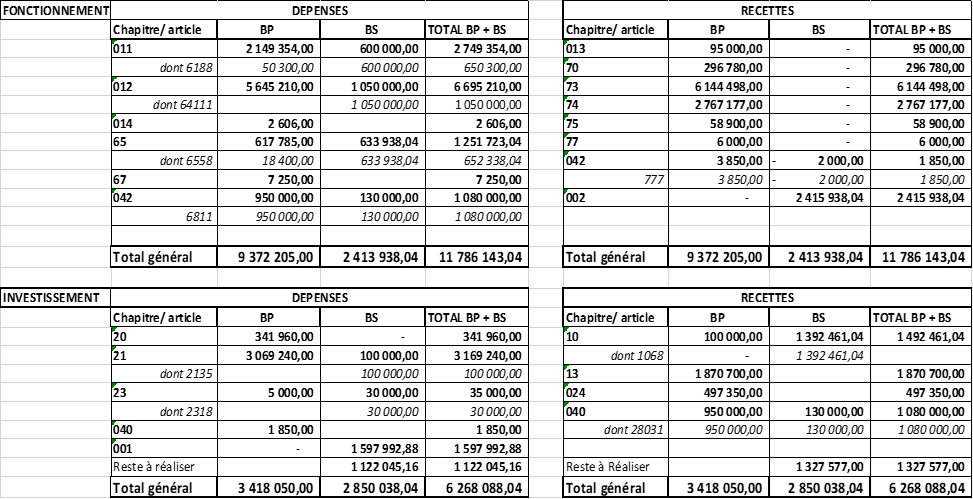 FONCTIONNEMENT DEPENSES RECETTES
Chapitre/ article BP BS TOTAL BP + BS Chapitre/ article BP BS TOTAL BP + BS
011 2 149 354,00 600 000,00 2 749 354,00 013 95 000,00 - 95 000,00
dont 6188 50 300,00 600 000,00 650 300,00 70 296 780,00 - 296 780,00
012 5 645 210,00 1 050 000,00 6 695 210,00 73 6 144 498,00 - 6 144 498,00
dont 64111 1 050 000,00 1 050 000,00 74 2 767 177,00 - 2 767 177,00
014 2 606,00 2 606,00 75 58 900,00 - 58 900,00
65 617 785,00 633 938,04 1 251 723,04 77 6 000,00 - 6 000,00
dont 6558 18 400,00 633 938,04 652 338,04 042 3 850,00 - 2 000,00 1 850,00
67 7 250,00 7 250,00 777 3 850,00 - 2 000,00 1 850,00
042 950 000,00 130 000,00 1 080 000,00 002 - 2 415 938,04 2 415 938,04
6811 950 000,00 130 000,00 1 080 000,00
Total général 9 372 205,00 2 413 938,04 11 786 143,04 Total général 9 372 205,00 2 413 938,04 11 786 143,04
INVESTISSEMENT DEPENSES RECETTES
Chapitre/ article BP BS TOTAL BP + BS Chapitre/ article BP BS TOTAL BP + BS
20 341 960,00 - 341 960,00 10 100 000,00 1 392 461,04 1 492 461,04
21 3 069 240,00 100 000,00 3 169 240,00 dont 1068 - 1 392 461,04
dont 2135 100 000,00 100 000,00 13 1 870 700,00 1 870 700,00
23 5 000,00 30 000,00 35 000,00 024 497 350,00 497 350,00
dont 2318 30 000,00 30 000,00 040 950 000,00 130 000,00 1 080 000,00
040 1 850,00 1 850,00 dont 28031 950 000,00 130 000,00 1 080 000,00
001 - 1 597 992,88 1 597 992,88
Reste à réaliser 1 122 045,16 1 122 045,16 Reste à Réaliser 1 327 577,00 1 327 577,00
Total général 3 418 050,00 2 850 038,04 6 268 088,04 Total général 3 418 050,00 2 850 038,04 6 268 088,04